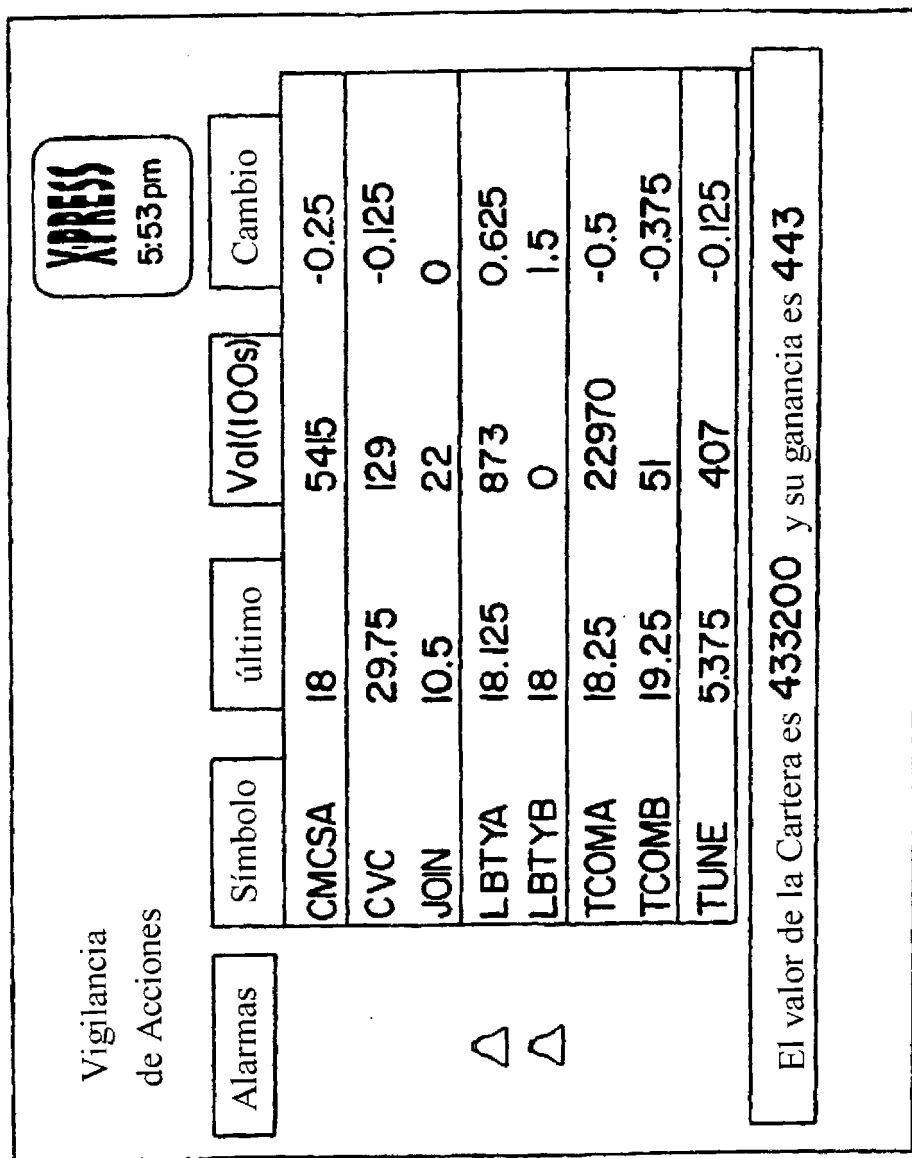 Vigilancia
de Acciones
X·PRESS
5:53pm
Alarmas Símbolo último Vol(100s) Cambio
CMCSA 18 5415 -0.25
CVC 29.75 129 -0.125
JOIN 10.5 22 0
LBTYA 18.125 873 0.625
LBTYB 18 0 1.5
TCOMA 18.25 22970 -0.5
TCOMB 19.25 51 -0.375
TUNE 5.375 407 -0.125
El valor de la Cartera es 433200 y su ganancia es 443